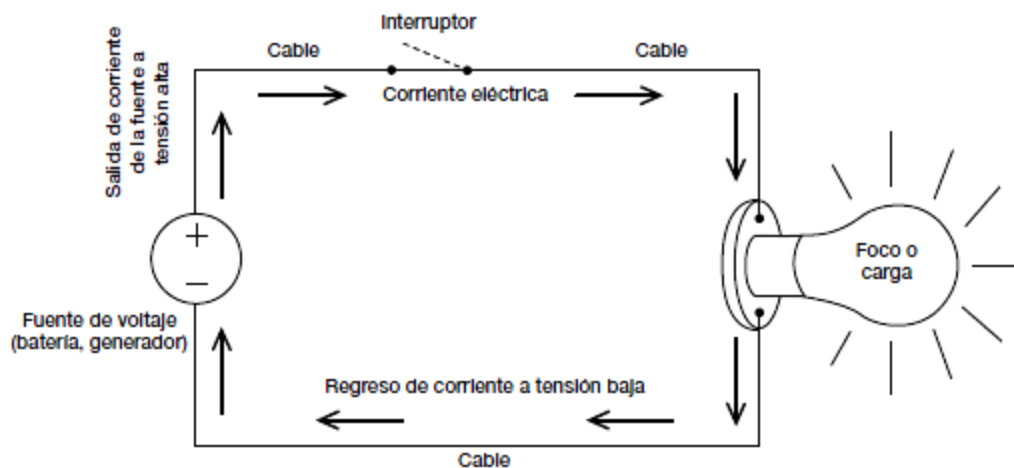 Interruptor
Cable
Cable
Corriente eléctrica
Salida de corriente
de la fuente a
tensión alta
+
−
Foco o
carga
Fuente de voltaje
(batería, generador)
Regreso de corriente a tensión baja
Cable